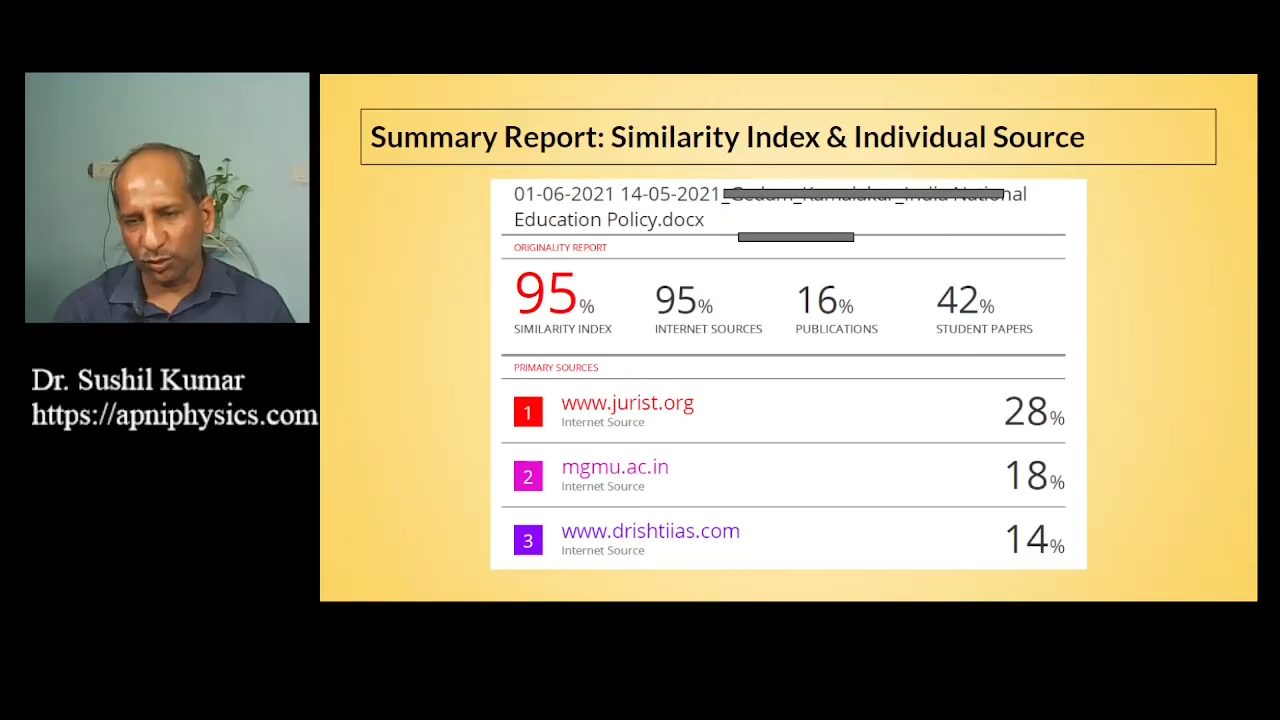 Summary Report: Similarity Index & Individual Source
01-06-2021 14-05-2021_
Education Policy.docx
ORIGINALITY REPORT
95% 95% 16% 42%
SIMILARITY INDEX INTERNET SOURCES PUBLICATIONS STUDENT PAPERS
PRIMARY SOURCES
1 www.jurist.org 28%
Internet Source
2 mgmu.ac.in 18%
Internet Source
3 www.drishtiias.com 14%
Internet Source
Dr. Sushil Kumar
https://apniphysics.com